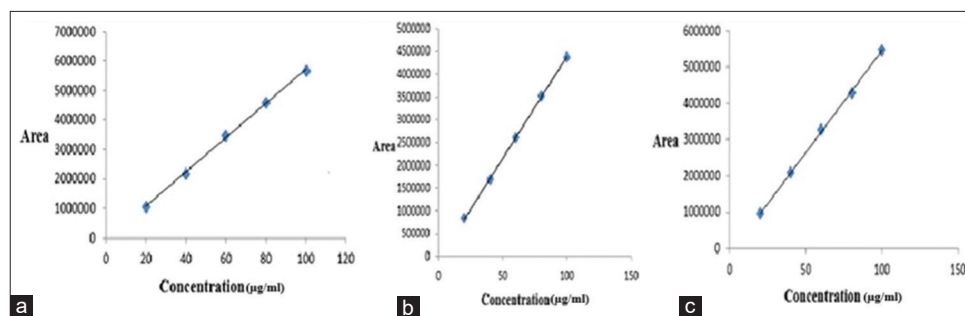 7000000
6000000
5000000
4000000
Area
3000000
2000000
1000000
0
0 20 40 60 80 100 120
Concentration(µg/ml)
a
5000000
4500000
4000000
3500000
3000000
2500000
Area
2000000
1500000
1000000
500000
0
0 50 100 150
Concentration(µg/ml)
b
6000000
5000000
4000000
3000000
Area
2000000
1000000
0
0 50 100 150
Concentration (µg/ml)
c